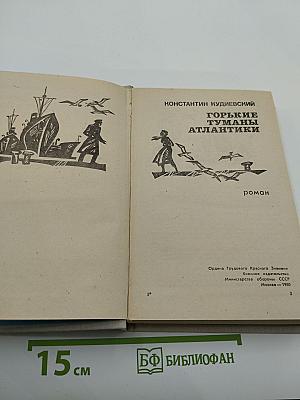 КОНСТАНТИН КУДИЕВСКИЙ
ГОРЬКИЕ
ТУМАНЫ
АТЛАНТИКИ
роман
Ордена Трудового Красного Знамени
Военное издательство
Министерства обороны СССР
Москва — 1980
3
15 см
БФ БИБЛИОФАН